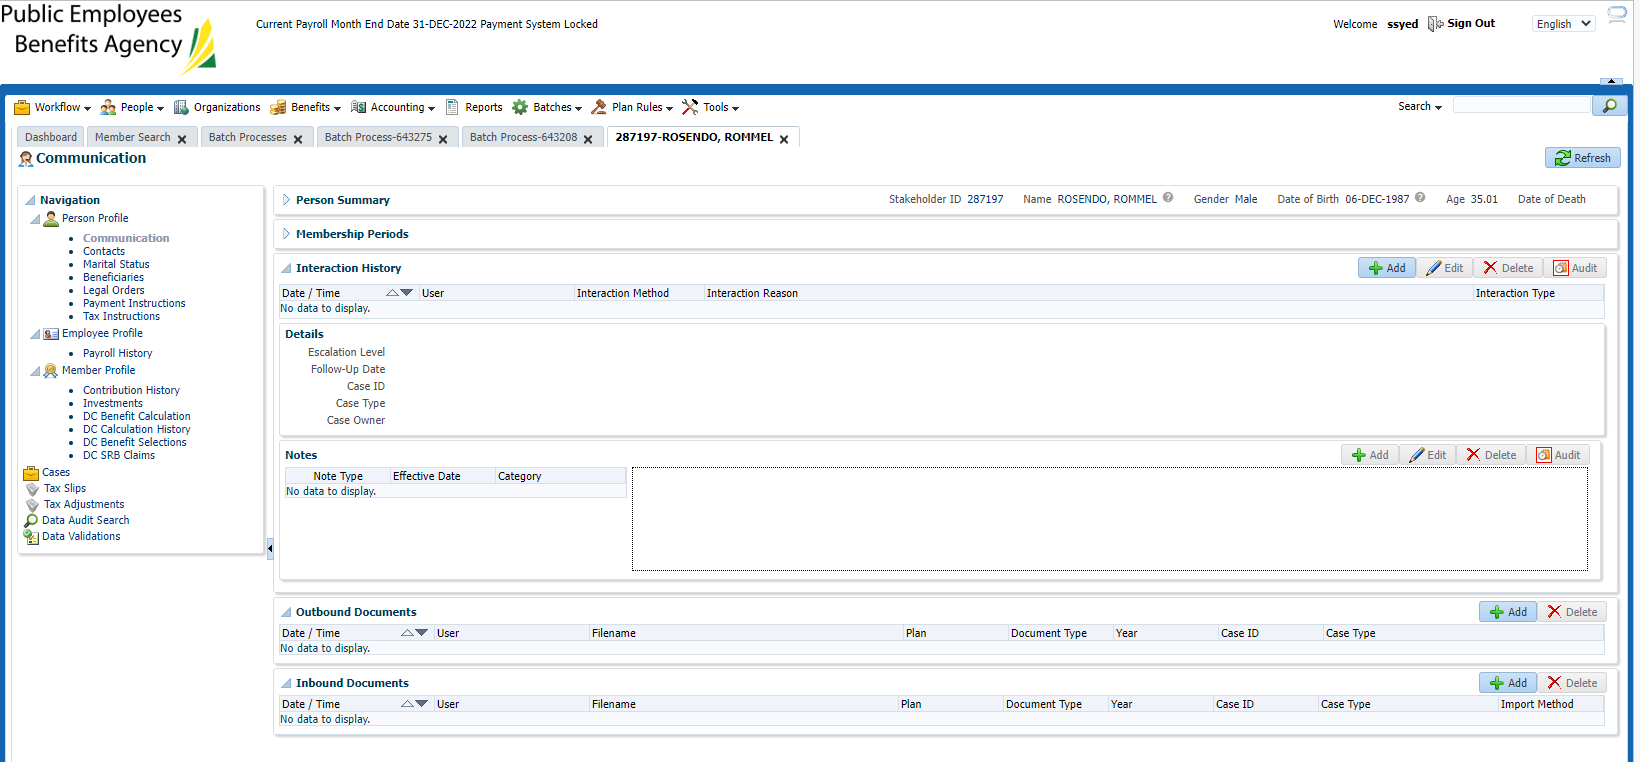 Public Employees
Benefits Agency
Current Payroll Month End Date 31-DEC-2022 Payment System Locked
Welcome ssyed Sign Out English
Workflow People Organizations Benefits Accounting Reports Batches Plan Rules Tools Search
Dashboard Member Search Batch Processes Batch Process-643275 Batch Process-643208 287197-ROSENDO, ROMMEL
Communication Refresh
Navigation
Person Profile
Communication
Contacts
Marital Status
Beneficiaries
Legal Orders
Payment Instructions
Tax Instructions
Employee Profile
Payroll History
Member Profile
Contribution History
Investments
DC Benefit Calculation
DC Calculation History
DC Benefit Selections
DC SRB Claims
Cases
Tax Slips
Tax Adjustments
Data Audit Search
Data Validations
Person Summary Stakeholder ID 287197 Name ROSENDO, ROMMEL Gender Male Date of Birth 06-DEC-1987 Age 35.01 Date of Death
Membership Periods
Interaction History Add Edit Delete Audit
Date / Time User Interaction Method Interaction Reason Interaction Type
No data to display.
Details
Escalation Level
Follow-Up Date
Case ID
Case Type
Case Owner
Notes Add Edit Delete Audit
Note Type Effective Date Category
No data to display.
Outbound Documents Add Delete
Date / Time User Filename Plan Document Type Year Case ID Case Type
No data to display.
Inbound Documents Add Delete
Date / Time User Filename Plan Document Type Year Case ID Case Type Import Method
No data to display.